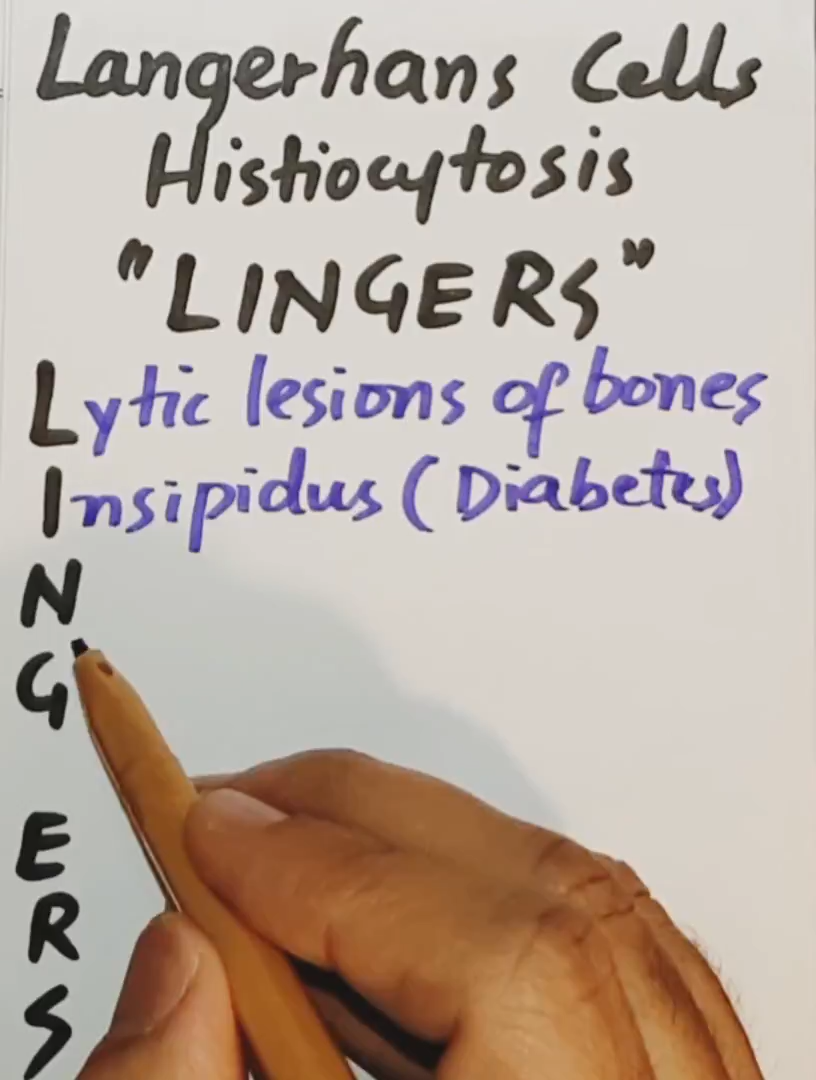 Langerhans Cells
Histiocytosis
"LINGERS"
Lytic lesions of bones
Insipidus (Diabetes)
N
G
E
R
S